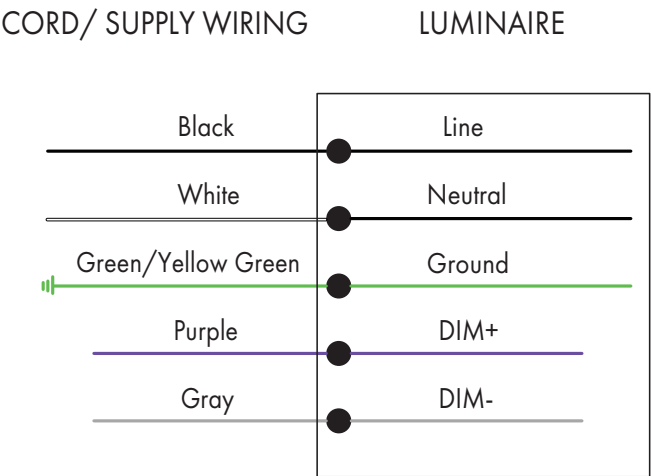 CORD/ SUPPLY WIRING LUMINAIRE
Black Line
White Neutral
Green/Yellow Green Ground
Purple DIM+
Gray DIM-